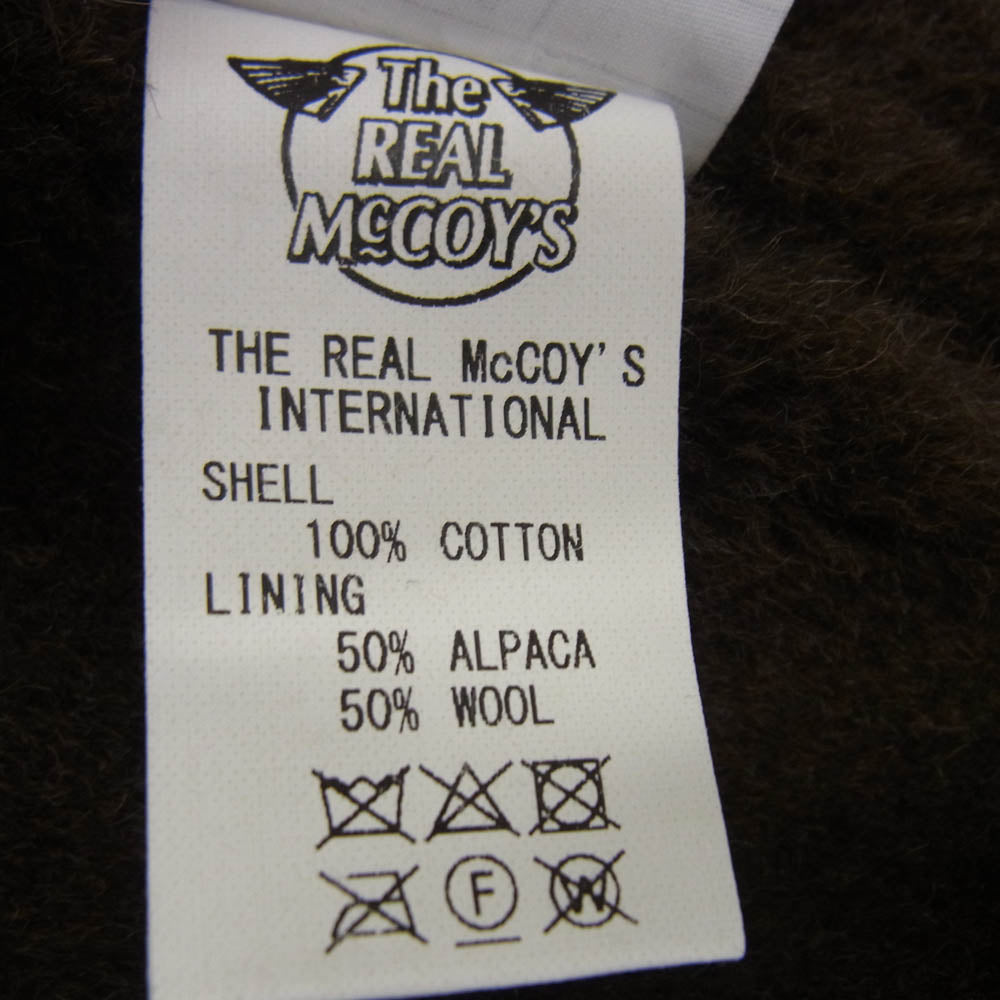 The
REAL
McCOY'S
THE REAL McCOY'S
INTERNATIONAL
SHELL
100% COTTON
LINING
50% ALPACA
50% WOOL
F W